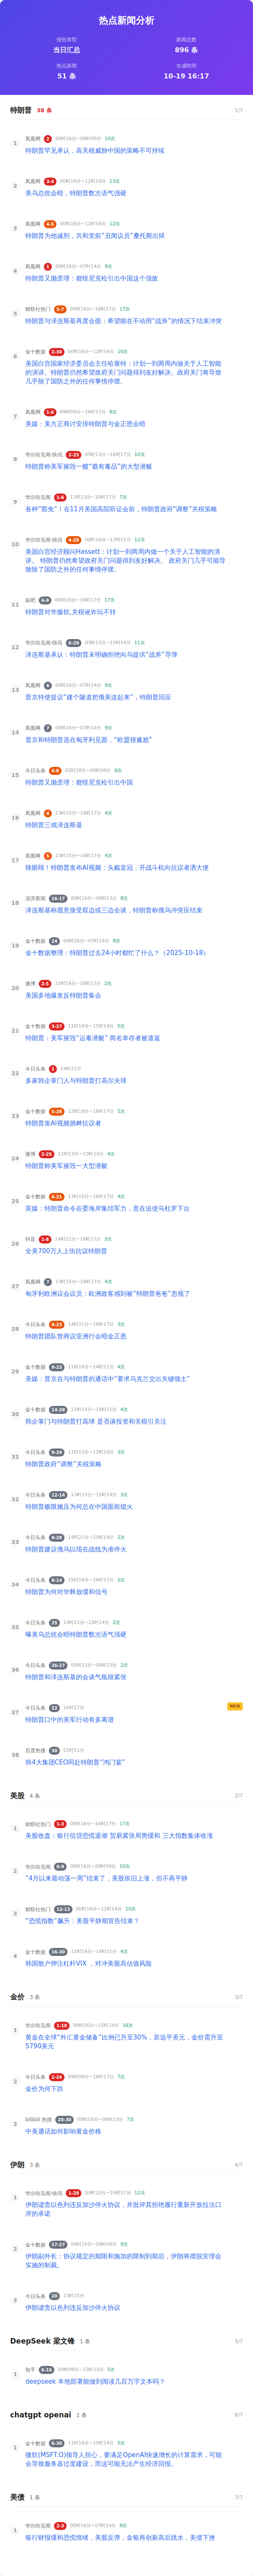 热点新闻分析
报告类型
新闻总数
当日汇总
896 条
热点新闻
生成时间
51 条
10-19 16:17
特朗普 38 条 1/7
1 凤凰网 2 00时16分~09时09分 10次
特朗普罕见承认，高关税威胁中国的策略不可持续
2 凤凰网 3-4 00时16分~12时19分 13次
美乌总统会晤，特朗普数次语气强硬
3 凤凰网 4-5 00时16分~11时14分 12次
特朗普为他减刑，共和党前“丑闻议员”桑托斯出狱
4 凤凰网 1 00时16分~07时14分 9次
特朗普又抛歪理：都怪尼克松引出中国这个强敌
5 财联社热门 5-7 00时16分~16时17分 17次
特朗普与泽连斯基再度会面：希望能在不动用“战斧”的情况下结束冲突
6 金十数据 2-30 00时16分~11时14分 10次
美国白宫国家经济委员会主任哈塞特：计划一到两周内做关于人工智能
的演讲。特朗普仍然希望政府关门问题得到友好解决。政府关门将导致
几乎除了国防之外的任何事情停摆。
7 凤凰网 1-6 09时09分~16时17分 8次
美媒：美方正商讨安排特朗普与金正恩会晤
8 华尔街见闻-快讯 2-25 05时13分~16时17分 10次
特朗普称美军摧毁一艘“载有毒品”的大型潜艇
9 华尔街见闻 1-6 11时13分~16时17分 7次
各种“豁免”！在11月美国高院听证会前，特朗普政府“调整”关税策略
10 华尔街见闻-快讯 4-28 00时16分~13时15分 12次
美国白宫经济顾问Hassett：计划一到两周内做一个关于人工智能的演
讲。 特朗普仍然希望政府关门问题得到友好解决。 政府关门几乎可能导
致除了国防之外的任何事情停摆。
11 贴吧 6-9 00时16分~16时17分 17次
特朗普对华服软,关税讹诈玩不转
12 华尔街见闻-快讯 6-29 03时12分~15时14分 11次
泽连斯基承认：特朗普未明确拒绝向乌提供“战斧”导弹
13 凤凰网 6 00时16分~07时14分 9次
普京特使提议“建个隧道把俄美连起来”，特朗普回应
14 凤凰网 7 00时16分~07时14分 9次
普京和特朗普选在匈牙利见面，“欧盟很尴尬”
15 今日头条 4-8 02时18分~09时09分 6次
特朗普又抛歪理：都怪尼克松引出中国
16 凤凰网 4 13时15分~16时17分 4次
特朗普三戏泽连斯基
17 凤凰网 5 13时15分~16时17分 4次
辣眼睛！特朗普发布AI视频：头戴皇冠，开战斗机向抗议者洒大便
18 澎湃新闻 16-17 00时16分~06时13分 8次
泽连斯基称愿意接受双边或三边会谈，特朗普称俄乌冲突应结束
19 金十数据 24 00时16分~07时14分 8次
金十数据整理：特朗普过去24小时都忙了什么？（2025-10-18）
20 微博 2-5 15时14分~16时17分 2次
美国多地爆发反特朗普集会
21 金十数据 3-27 11时14分~15时14分 5次
特朗普：美军摧毁“运毒潜艇” 两名幸存者被遣返
22 今日头条 2 14时21分
多家韩企掌门人与特朗普打高尔夫球
23 金十数据 5-28 12时19分~16时17分 5次
特朗普发AI视频挑衅抗议者
24 微博 2-25 11时13分~13时15分 4次
特朗普称美军摧毁一大型潜艇
25 金十数据 4-21 13时15分~16时17分 4次
英媒：特朗普命令在委海岸集结军力，意在迫使马杜罗下台
26 抖音 1-8 14时21分~16时17分 3次
全美700万人上街抗议特朗普
27 凤凰网 7 13时15分~16时17分 4次
匈牙利欧洲议会议员：欧洲政客感到被“特朗普爸爸”忽视了
28 今日头条 4-23 14时21分~16时17分 3次
特朗普团队曾商议亚洲行会晤金正恩
29 金十数据 9-23 11时14分~14时21分 4次
美媒：普京在与特朗普的通话中“要求乌克兰交出关键领土”
30 金十数据 14-28 11时14分~14时21分 4次
韩企掌门与特朗普打高球 是否谈投资和关税引关注
31 今日头条 9-29 11时13分~12时19分 3次
特朗普政府“调整”关税策略
32 今日头条 12-14 13时15分~15时14分 3次
特朗普极限施压为何总在中国面前熄火
33 今日头条 8-28 14时21分~15时14分 2次
特朗普建议俄乌以现在战线为准停火
34 今日头条 8-16 15时14分~16时17分 2次
特朗普为何对华释放缓和信号
35 今日头条 25 14时21分~15时14分 2次
曝美乌总统会晤特朗普数次语气强硬
36 今日头条 26-27 05时13分~06时13分 2次
特朗普和泽连斯基的会谈气氛很紧张
37 今日头条 22 16时17分 NEW
特朗普口中的美军行动有多离谱
38 百度热搜 30 01时11分
韩4大集团CEO同赴特朗普“鸿门宴”
美股 4 条 2/7
1 财联社热门 1-3 00时16分~16时17分 17次
美股收盘：银行信贷恐慌退潮 贸易紧张局势缓和 三大指数集体收涨
2 华尔街见闻 6-9 00时16分~09时09分 10次
“4月以来最动荡一周”结束了，美股依旧上涨，但不再平静
3 财联社热门 12-13 00时16分~11时14分 10次
“恐慌指数”飙升：美股平静期宣告结束？
4 金十数据 16-30 11时14分~14时21分 4次
韩国散户押注杠杆VIX ，对冲美股高估值风险
金价 3 条 3/7
1 华尔街见闻 1-10 00时16分~15时14分 16次
黄金在全球“外汇黄金储备”比例已升至30%，若追平美元，金价需升至
5790美元
2 今日头条 2-24 09时09分~16时17分 7次
金价为何下跌
3 bilibili 热搜 20-30 00时16分~06时13分 7次
中美通话如何影响黄金价格
伊朗 3 条 4/7
1 华尔街见闻-快讯 1-28 03时12分~16时17分 12次
伊朗谴责以色列违反加沙停火协议，并批评其拒绝履行重新开放拉法口
岸的承诺
2 金十数据 17-27 00时16分~09时09分 9次
伊朗副外长：协议规定的期限和施加的限制到期后，伊朗将摆脱安理会
实施的制裁。
3 今日头条 28 13时15分
伊朗谴责以色列违反加沙停火协议
DeepSeek 梁文锋 1 条 5/7
1 知乎 6-16 09时09分~13时15分 5次
deepseek 本地部署能做到阅读几百万字文本吗？
chatgpt openai 1 条 6/7
1 金十数据 6-30 11时14分~15时14分 5次
微软(MSFT.O)领导人担心，要满足OpenAI快速增长的计算需求，可能
会导致服务器过度建设，而这可能无法产生经济回报。
美债 1 条 7/7
1 华尔街见闻 2-3 00时16分~07时14分 9次
银行财报缓和恐慌情绪，美股反弹，金银再创新高后跳水，美债下挫